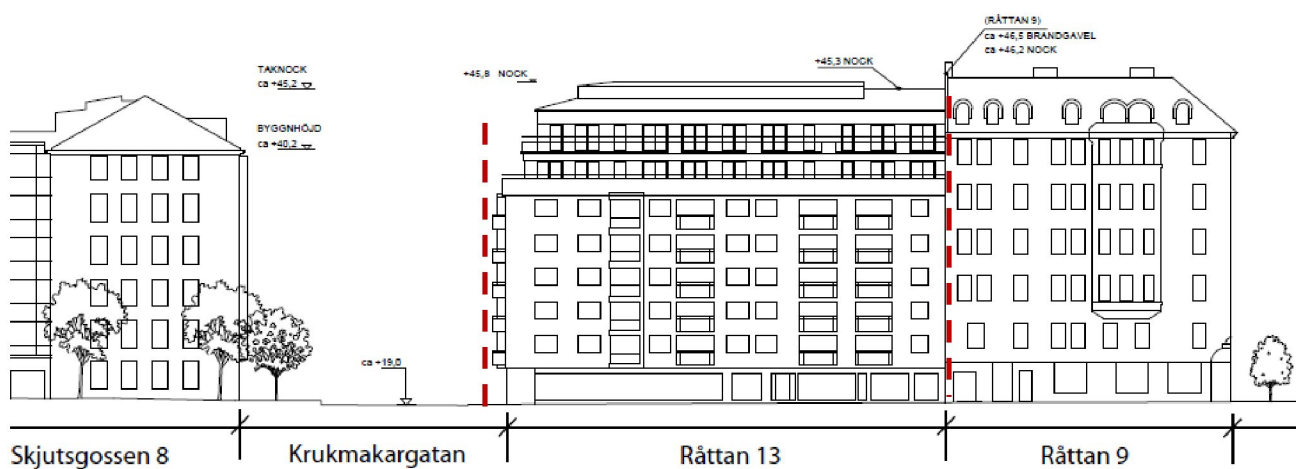 (RÅTTAN 9)
ca +46,5 BRANDGAVEL
ca +46,2 NOCK
TAKNOCK
ca +45,2
+45,8 NOCK
+45,3 NOCK
BYGGNHÖJD
ca +40,2
ca +19,0
Skjutsgossen 8
Krukmakargatan
Råttan 13
Råttan 9